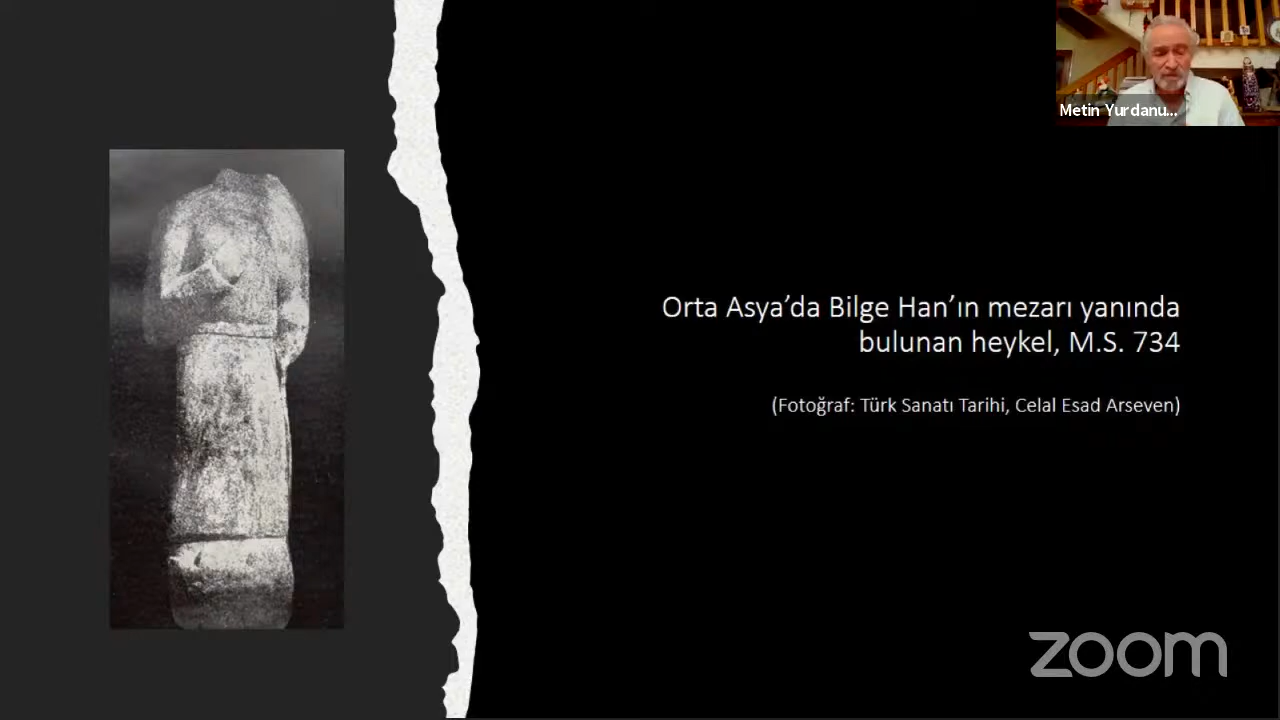 Metin Yurdanu...
Orta Asya’da Bilge Han’ın mezarı yanında
bulunan heykel, M.S. 734
(Fotoğraf: Türk Sanatı Tarihi, Celal Esad Arseven)
zoom